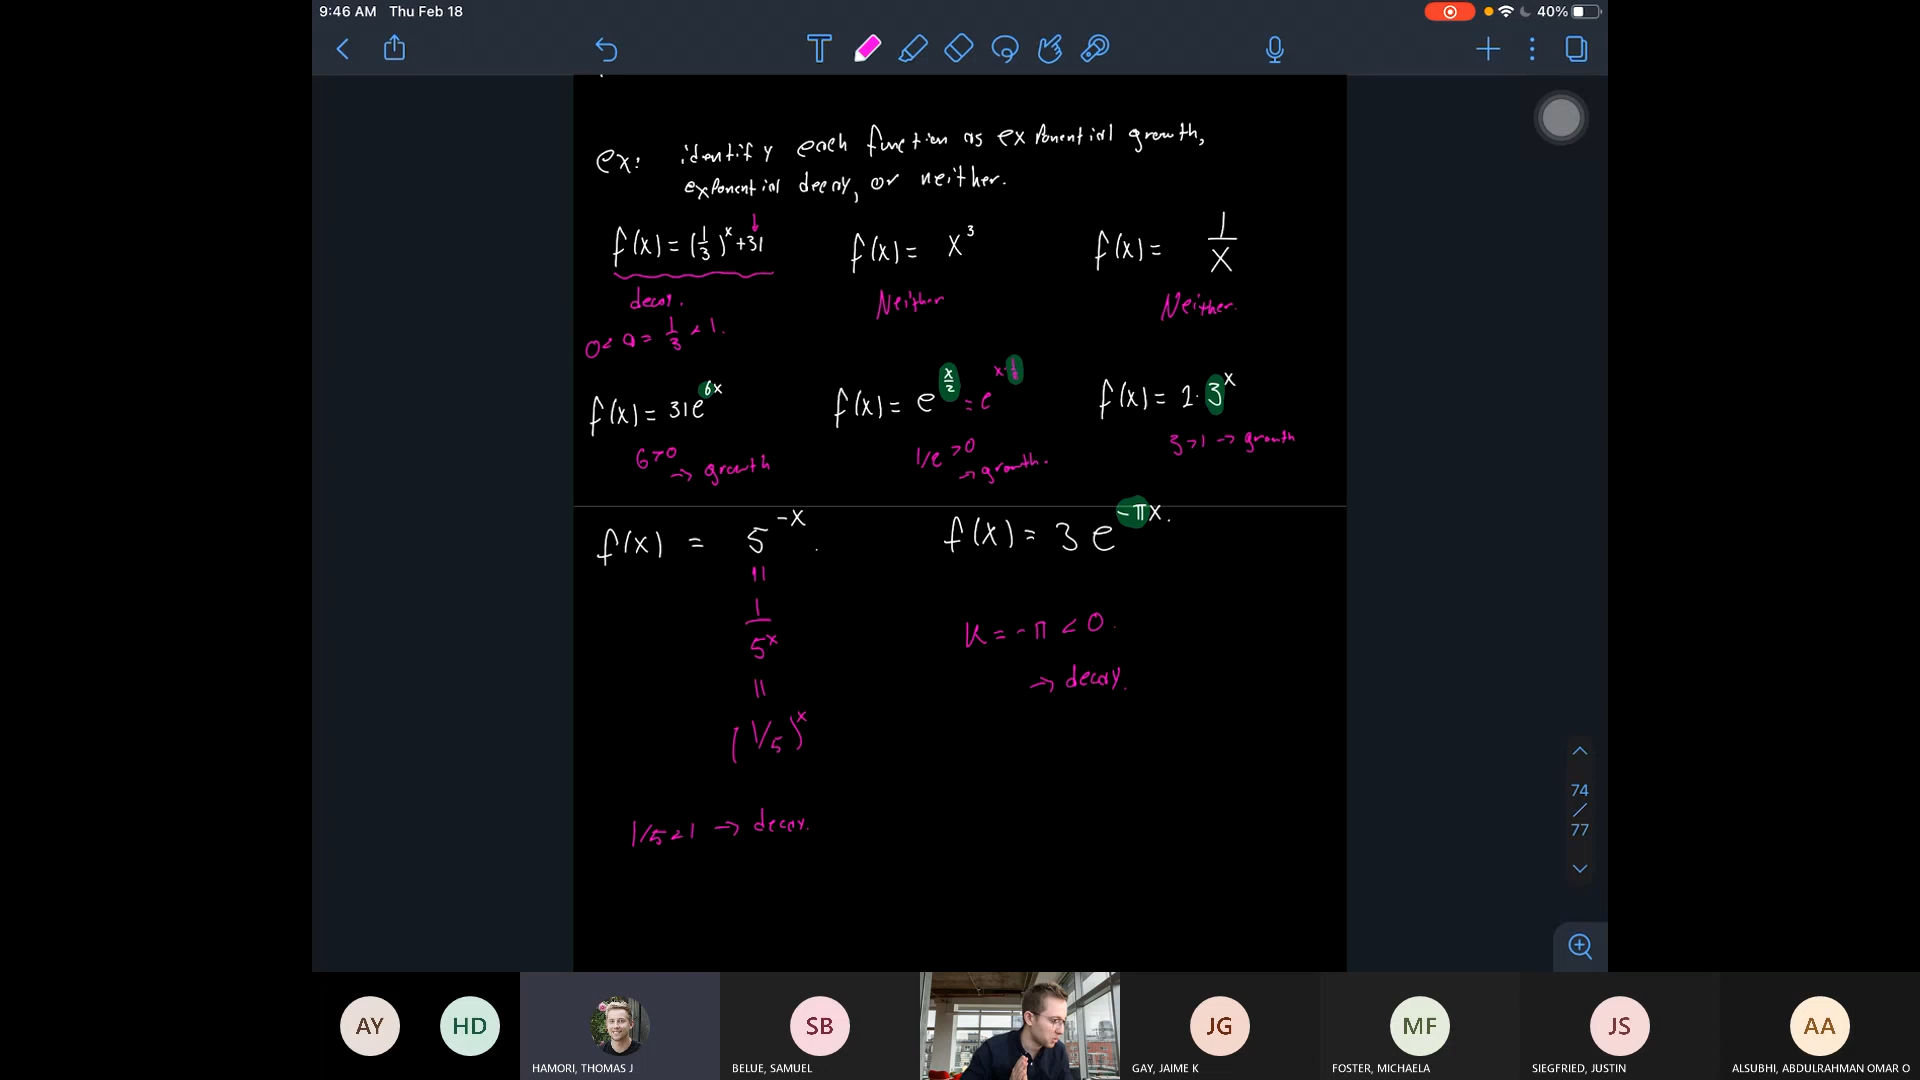 9:46 AM Thu Feb 18
40%
ex: identify each function as exponential growth,
exponential decay, or neither.
f(x) = (1/3)^x + 31
f(x) = x^3
f(x) = 1/x
decay.
Neither
Neither.
0 < a = 1/3 < 1.
f(x) = 31e^6x
f(x) = e^x/2 = e^x·1/2
f(x) = 2·3^x
6>0
→ growth
1/2 >0
→ growth.
3>1 → growth
f(x) = 5^-x.
f(x) = 3e^-πx.
=
1/5^x
=
(1/5)^x
K = -π < 0.
→ decay.
1/5<1 → decay.
74
/
77
AY
HD
SB
JG
MF
JS
AA
HAMORI, THOMAS J
BELUE, SAMUEL
GAY, JAIME K
FOSTER, MICHAELA
SIEGFRIED, JUSTIN
ALSUBHI, ABDULRAHMAN OMAR O